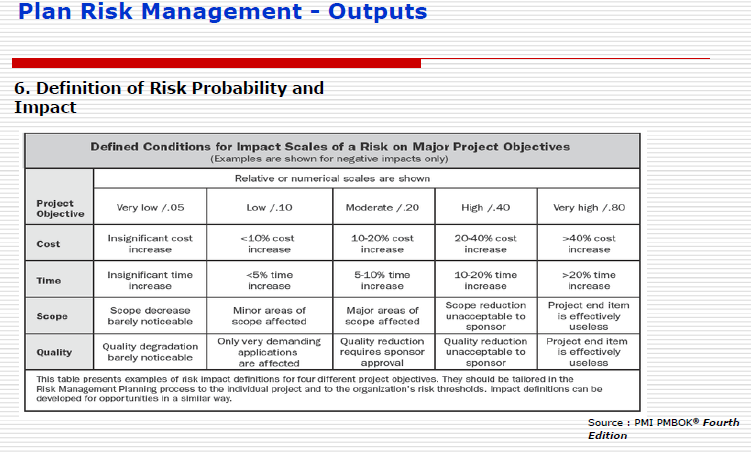 Plan Risk Management - Outputs
6. Definition of Risk Probability and
Impact
Defined Conditions for Impact Scales of a Risk on Major Project Objectives
(Examples are shown for negative impacts only)
Relative or numerical scales are shown
Project
Objective
Very low /.05
Low /.10
Moderate /.20
High /.40
Very high /.80
Cost
Insignificant cost
increase
<10% cost
increase
10-20% cost
increase
20-40% cost
increase
>40% cost
increase
Time
Insignificant time
increase
<5% time
increase
5-10% time
increase
10-20% time
increase
>20% time
increase
Scope
Scope decrease
barely noticeable
Minor areas of
scope affected
Major areas of
scope affected
Scope reduction
unacceptable to
sponsor
Project end item
is effectively
useless
Quality
Quality degradation
barely noticeable
Only very demanding
applications
are affected
Quality reduction
requires sponsor
approval
Quality reduction
unacceptable to
sponsor
Project end item
is effectively
useless
This table presents examples of risk impact definitions for four different project objectives. They should be tailored in the
Risk Management Planning process to the individual project and to the organization's risk thresholds. Impact definitions can be
developed for opportunities in a similar way.
Source : PMI PMBOK® Fourth
Edition